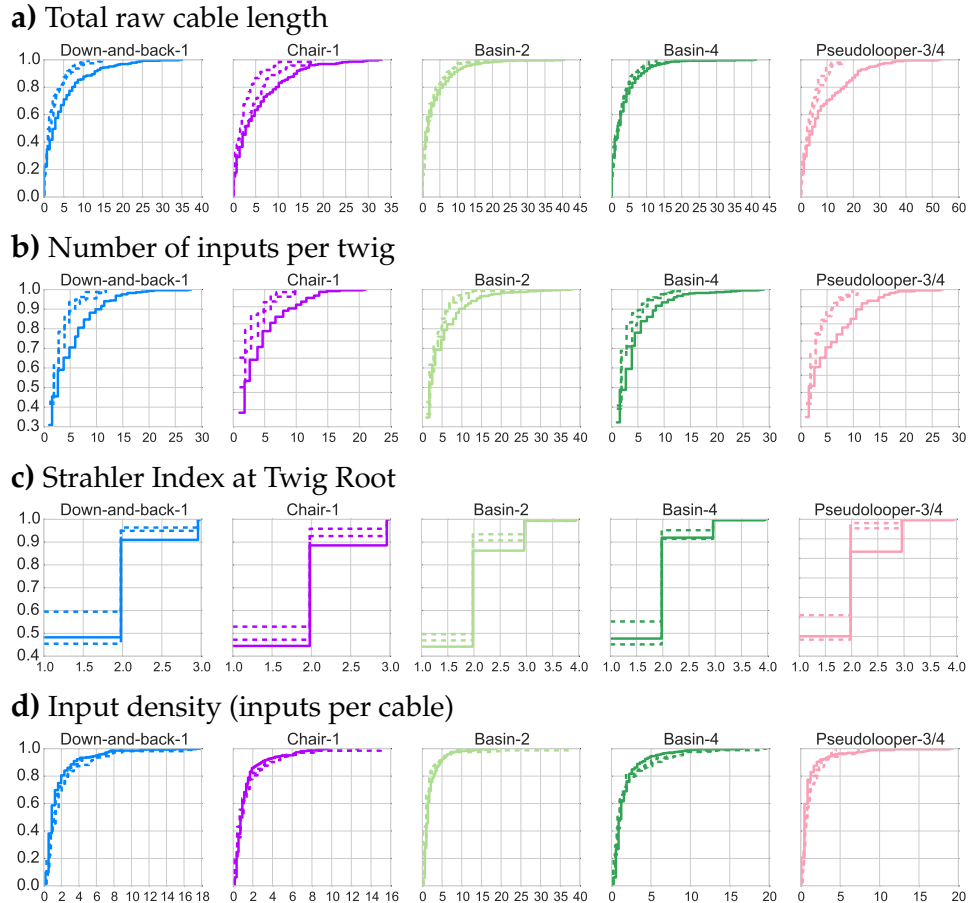 a) Total raw cable length
Down-and-back-1 Chair-1 Basin-2 Basin-4 Pseudolooper-3/4
1.0
0.8
0.6
0.4
0.2
0.0
0 5 10 15 20 25 30 35 40 0 5 10 15 20 25 30 35 0 5 10 15 20 25 30 35 40 45 0 5 10 15 20 25 30 35 40 45 0 10 20 30 40 50 60
b) Number of inputs per twig
Down-and-back-1 Chair-1 Basin-2 Basin-4 Pseudolooper-3/4
1.0
0.9
0.8
0.7
0.6
0.5
0.4
0.3
0 5 10 15 20 25 30 0 5 10 15 20 25 0 5 10 15 20 25 30 35 40 0 5 10 15 20 25 30 0 5 10 15 20 25 30
c) Strahler Index at Twig Root
Down-and-back-1 Chair-1 Basin-2 Basin-4 Pseudolooper-3/4
1.0
0.9
0.8
0.7
0.6
0.5
0.4
1.0 1.5 2.0 2.5 3.0 1.0 1.5 2.0 2.5 3.0 1.0 1.5 2.0 2.5 3.0 3.5 4.0 1.0 1.5 2.0 2.5 3.0 3.5 4.0 1.0 1.5 2.0 2.5 3.0 3.5 4.0
d) Input density (inputs per cable)
Down-and-back-1 Chair-1 Basin-2 Basin-4 Pseudolooper-3/4
1.0
0.8
0.6
0.4
0.2
0.0
0 2 4 6 8 10 12 14 16 18 0 2 4 6 8 10 12 14 16 0 5 10 15 20 25 30 35 40 0 5 10 15 20 0 5 10 15 20